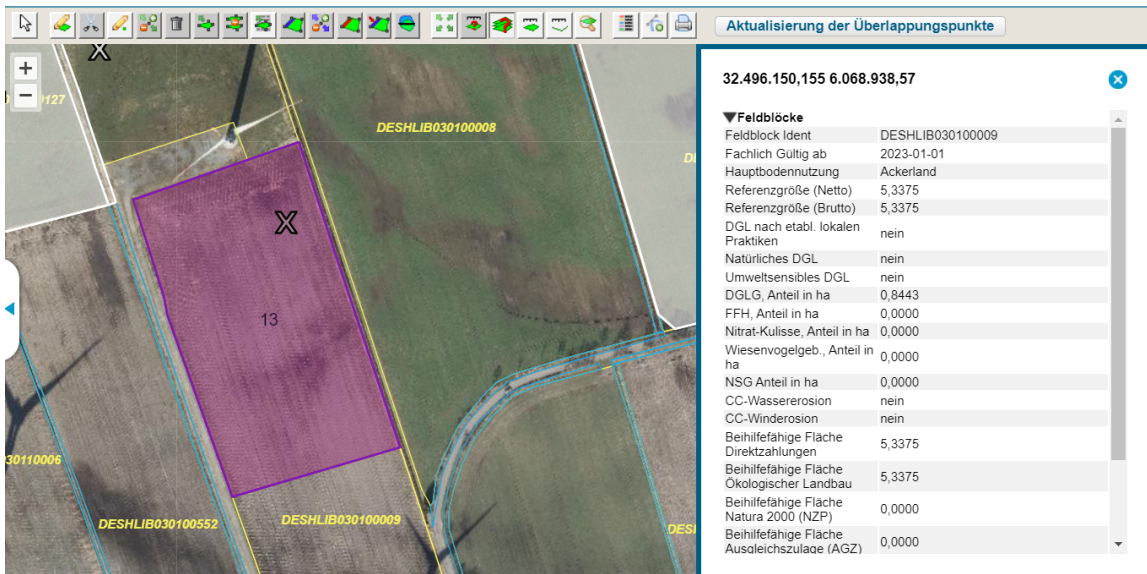 Aktualisierung der Überlappungspunkte
+
−
X
127
DESHLIB030100008
X
13
030110006
DESHLIB030100552
DESHLIB030100009
32.496.150,155 6.068.938,57
▼Feldblöcke
Feldblock Ident DESHLIB030100009
Fachlich Gültig ab 2023-01-01
Hauptbodennutzung Ackerland
Referenzgröße (Netto) 5,3375
Referenzgröße (Brutto) 5,3375
DGL nach etabl. lokalen
Praktiken nein
Natürliches DGL nein
Umweltsensibles DGL nein
DGLG, Anteil in ha 0,8443
FFH, Anteil in ha 0,0000
Nitrat-Kulisse, Anteil in ha 0,0000
Wiesenvogelgeb., Anteil in
ha 0,0000
NSG Anteil in ha 0,0000
CC-Wassererosion nein
CC-Winderosion nein
Beihilfefähige Fläche
Direktzahlungen 5,3375
Beihilfefähige Fläche
Ökologischer Landbau 5,3375
Beihilfefähige Fläche
Natura 2000 (NZP) 0,0000
Beihilfefähige Fläche
Ausgleichszulage (AGZ) 0,0000